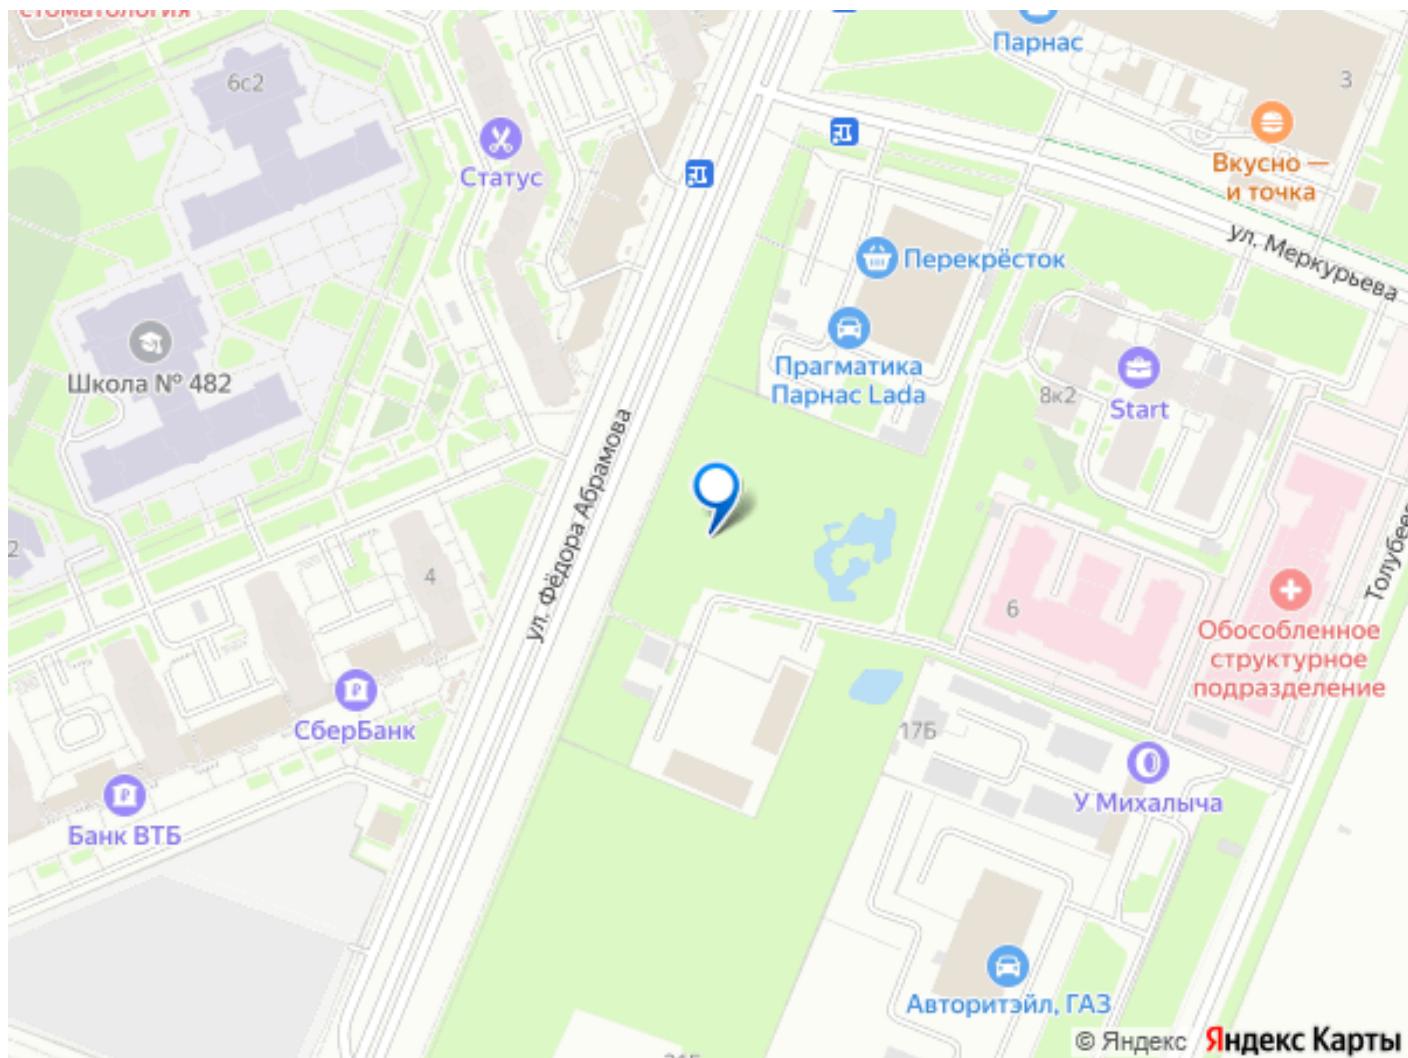 стоматология
6с2
Парнас
3
Статус
Вкусно —
и точка
ул. Меркурьева
Перекрёсток
Школа № 482
Прагматика
Парнас Lada
8к2
Start
ул. Фёдора Абрамова
2
4
6
Обособленное
структурное
подразделение
СберБанк
17Б
У Михалыча
Банк ВТБ
Авторитэйл, ГАЗ
© Яндекс Яндекс Карты